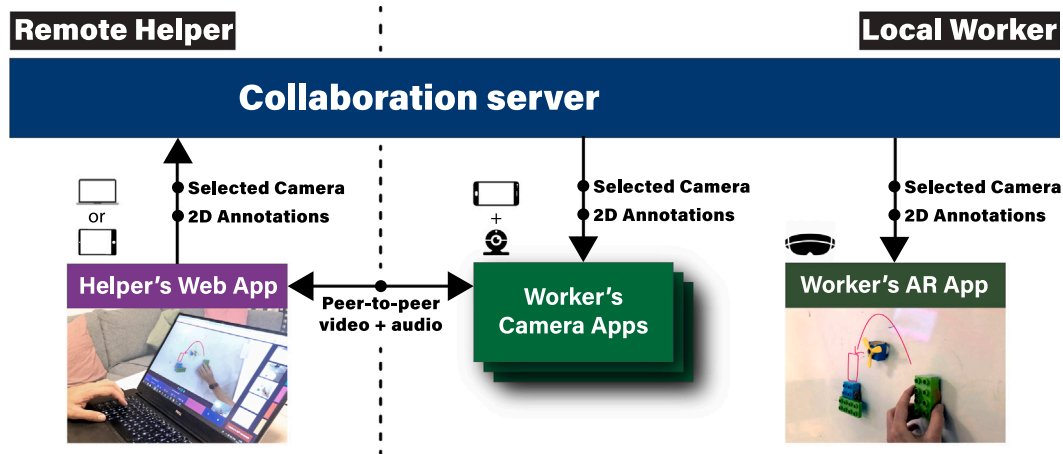 Remote Helper
Local Worker
Collaboration server
Selected Camera
2D Annotations
or
Helper's Web App
Peer-to-peer
video + audio
Selected Camera
2D Annotations
+
Worker's
Camera Apps
Selected Camera
2D Annotations
Worker's AR App